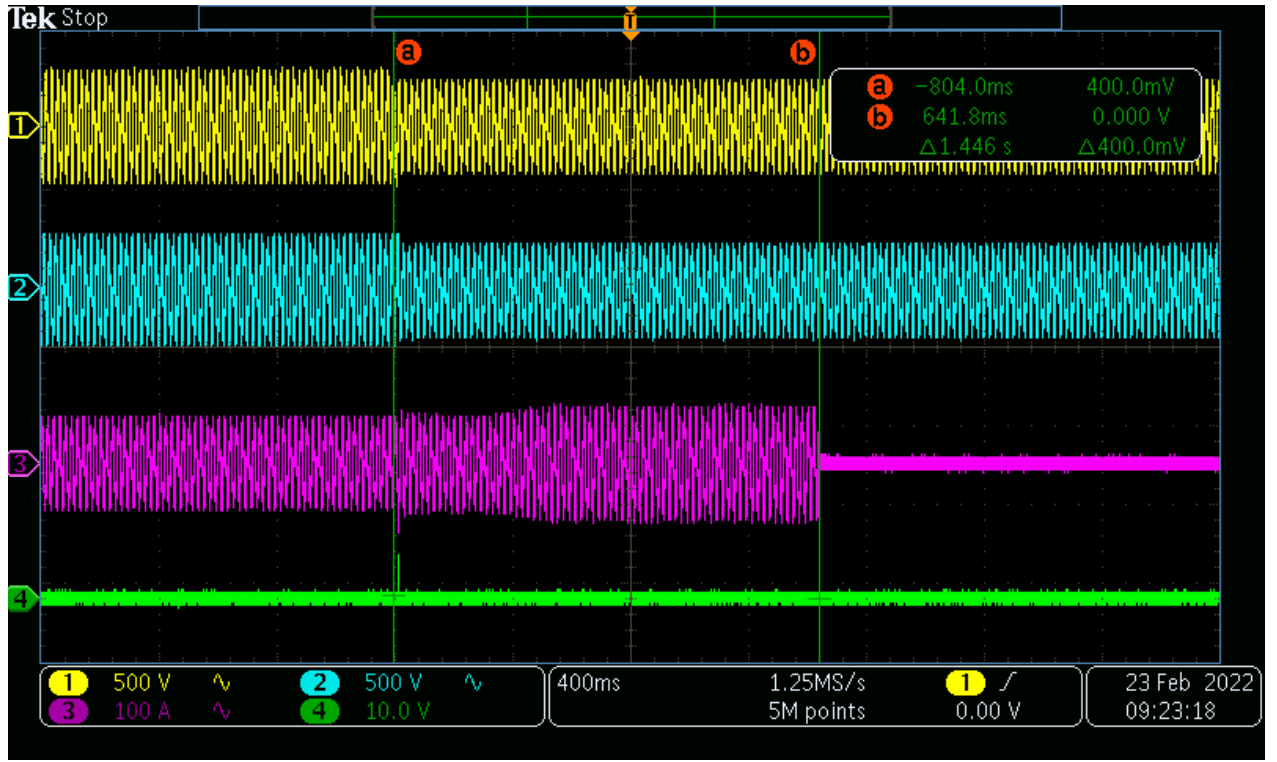 Tek Stop
T
a b
a -804.0ms 400.0mV
b 641.8ms 0.000 V
△1.446 s △400.0mV
1
2
3
4
1 500 V 2 500 V 400ms 1.25MS/s 1 23 Feb 2022
3 100 A 4 10.0 V 5M points 0.00 V 09:23:18